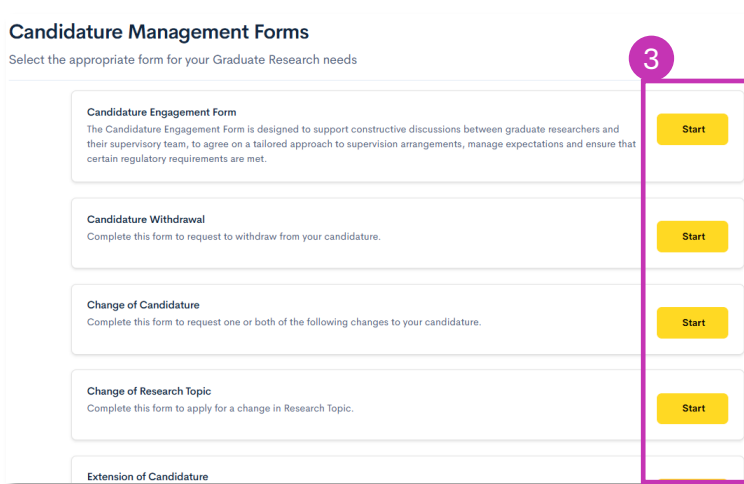 Candidature Management Forms
Select the appropriate form for your Graduate Research needs
3
Candidature Engagement Form
The Candidature Engagement Form is designed to support constructive discussions between graduate researchers and
their supervisory team, to agree on a tailored approach to supervision arrangements, manage expectations and ensure that
certain regulatory requirements are met.
Start
Candidature Withdrawal
Complete this form to request to withdraw from your candidature.
Start
Change of Candidature
Complete this form to request one or both of the following changes to your candidature.
Start
Change of Research Topic
Complete this form to apply for a change in Research Topic.
Start
Extension of Candidature